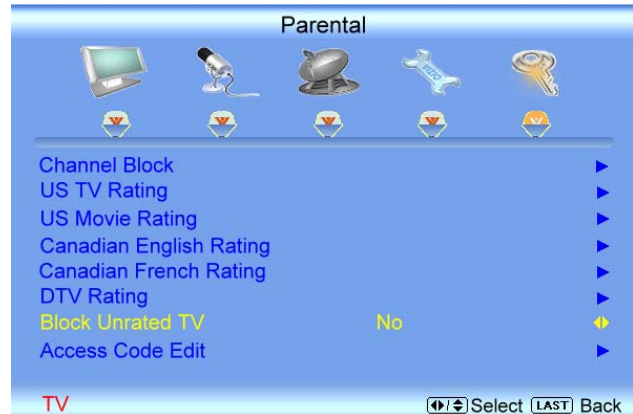 Parental
VIZIO
Channel Block
US TV Rating
US Movie Rating
Canadian English Rating
Canadian French Rating
DTV Rating
Block Unrated TV No
Access Code Edit
TV Select LAST Back